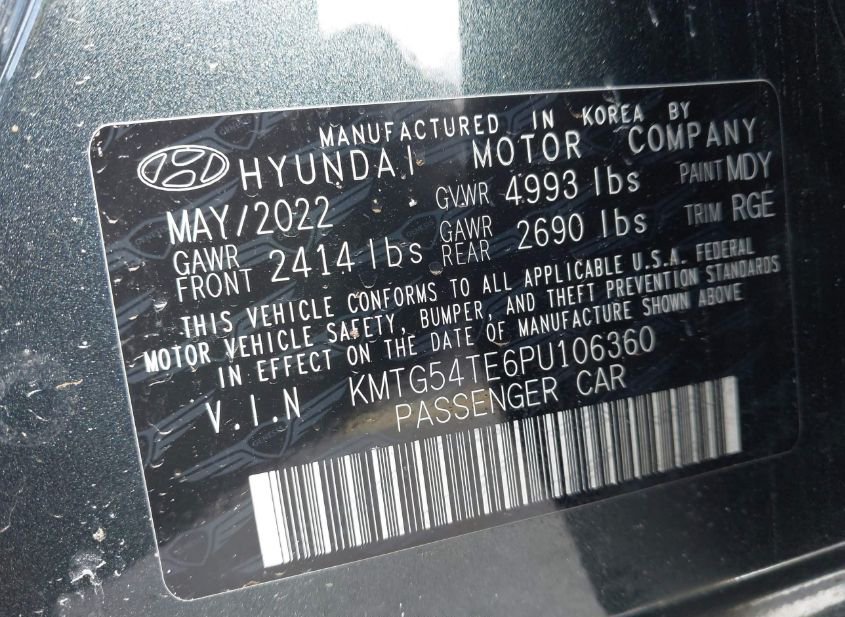 MANUFACTURED IN KOREA BY
HYUNDAI MOTOR COMPANY
MAY/2022 GVWR 4993 lbs PAINT MDY
GAWR FRONT 2414 lbs GAWR REAR 2690 lbs TRIM RGE
THIS VEHICLE CONFORMS TO ALL APPLICABLE U.S.A. FEDERAL
MOTOR VEHICLE SAFETY, BUMPER, AND THEFT PREVENTION STANDARDS
IN EFFECT ON THE DATE OF MANUFACTURE SHOWN ABOVE
V.I.N KMTG54TE6PU106360
PASSENGER CAR